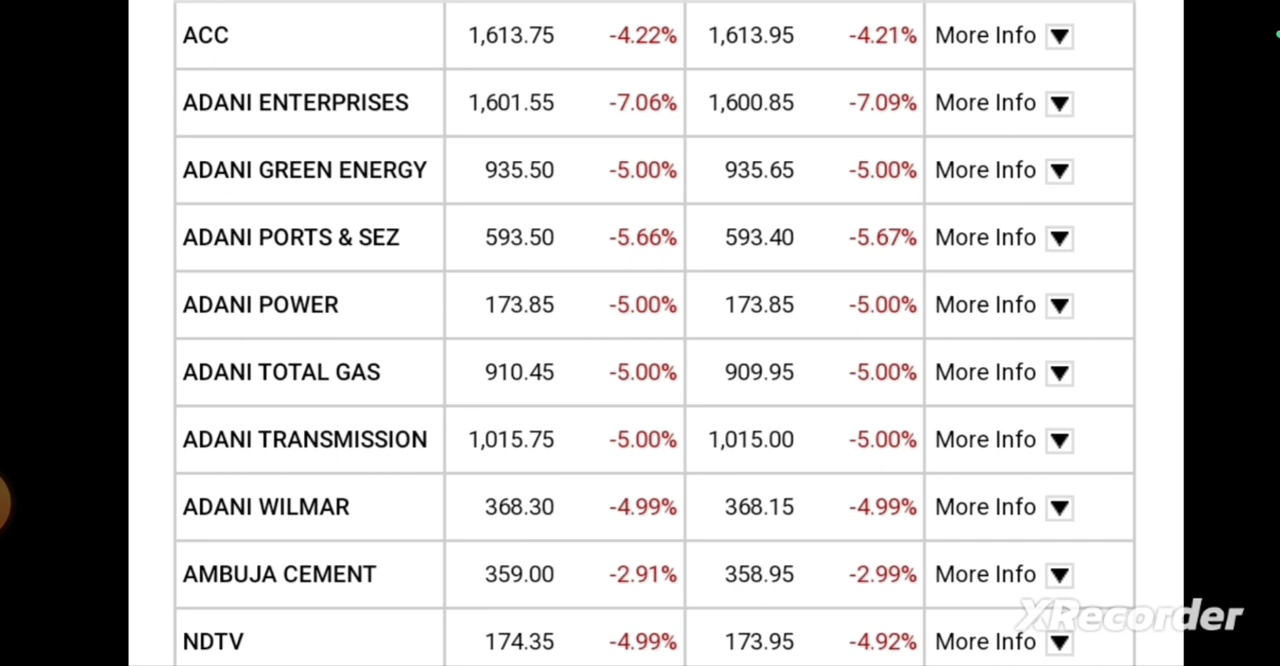 ACC 1,613.75 -4.22% 1,613.95 -4.21% More Info
ADANI ENTERPRISES 1,601.55 -7.06% 1,600.85 -7.09% More Info
ADANI GREEN ENERGY 935.50 -5.00% 935.65 -5.00% More Info
ADANI PORTS & SEZ 593.50 -5.66% 593.40 -5.67% More Info
ADANI POWER 173.85 -5.00% 173.85 -5.00% More Info
ADANI TOTAL GAS 910.45 -5.00% 909.95 -5.00% More Info
ADANI TRANSMISSION 1,015.75 -5.00% 1,015.00 -5.00% More Info
ADANI WILMAR 368.30 -4.99% 368.15 -4.99% More Info
AMBUJA CEMENT 359.00 -2.91% 358.95 -2.99% More Info
XRecorder
NDTV 174.35 -4.99% 173.95 -4.92% More Info